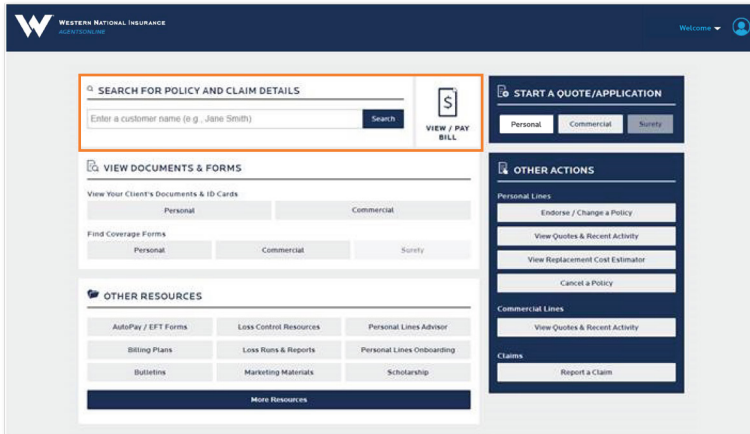 WESTERN NATIONAL INSURANCE
AGENTSONLINE
Welcome
SEARCH FOR POLICY AND CLAIM DETAILS
Enter a customer name (e.g., Jane Smith)
Search
VIEW / PAY
BILL
START A QUOTE/APPLICATION
Personal
Commercial
Surety
VIEW DOCUMENTS & FORMS
View Your Client's Documents & ID Cards
Personal
Commercial
Find Coverage Forms
Personal
Commercial
Surety
OTHER RESOURCES
AutoPay / EFT Forms
Loss Control Resources
Personal Lines Advisor
Billing Plans
Loss Runs & Reports
Personal Lines Onboarding
Bulletins
Marketing Materials
Scholarship
More Resources
OTHER ACTIONS
Personal Lines
Endorse / Change a Policy
View Quotes & Recent Activity
View Replacement Cost Estimator
Cancel a Policy
Commercial Lines
View Quotes & Recent Activity
Claims
Report a Claim